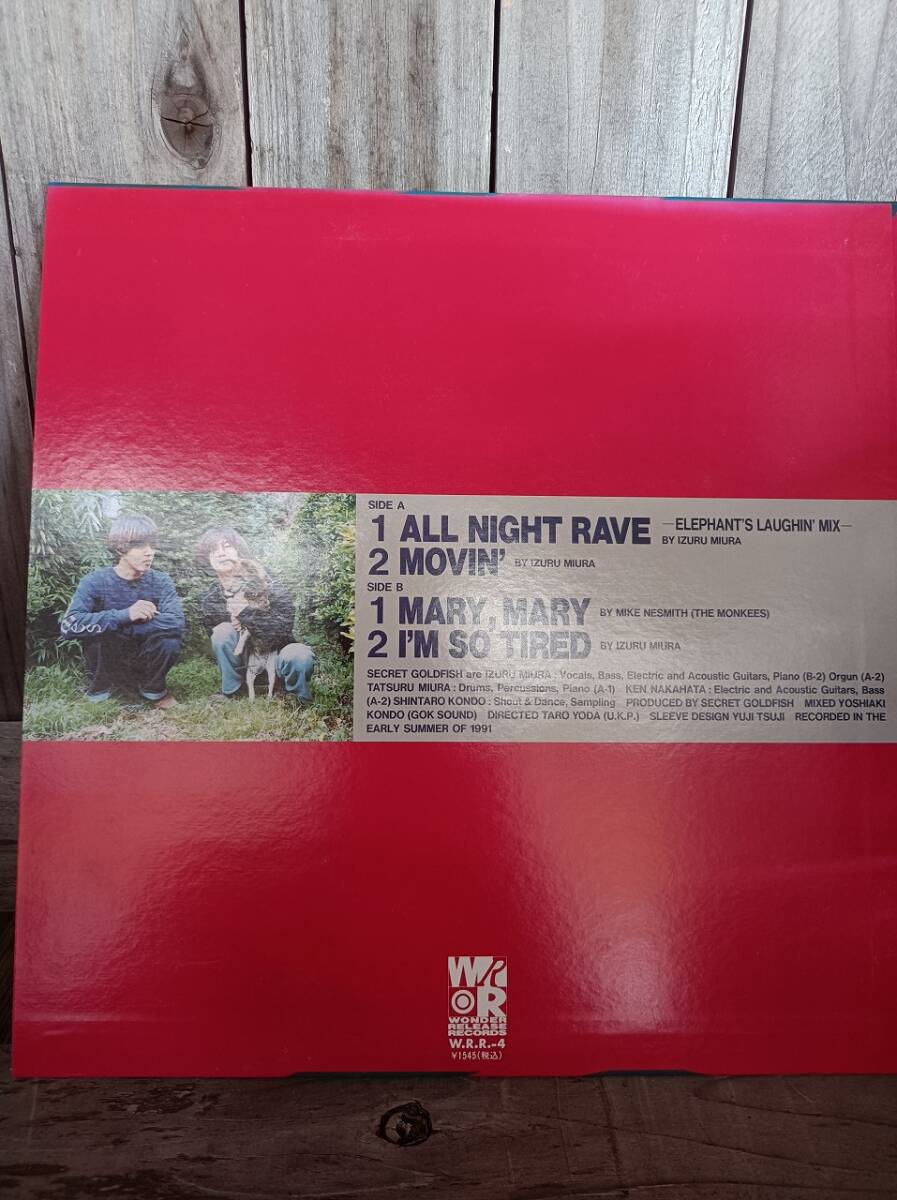 SIDE A
1 ALL NIGHT RAVE —ELEPHANT'S LAUGHIN' MIX—
BY IZURU MIURA
2 MOVIN' BY IZURU MIURA
SIDE B
1 MARY, MARY BY MIKE NESMITH (THE MONKEES)
2 I'M SO TIRED BY IZURU MIURA
SECRET GOLDFISH are IZURU MIURA : Vocals, Bass, Electric and Acoustic Guitars, Piano (B-2) Orgun (A-2)
TATSURU MIURA : Drums, Percussions, Piano (A-1) KEN NAKAHATA : Electric and Acoustic Guitars, Bass
(A-2) SHINTARO KONDO : Shout & Dance, Sampling PRODUCED BY SECRET GOLDFISH MIXED YOSHIAKI
KONDO (GOK SOUND) DIRECTED TARO YODA (U.K.P.) SLEEVE DESIGN YUJI TSUJI RECORDED IN THE
EARLY SUMMER OF 1991
WR
R
WONDER
RELEASE
RECORDS
W.R.R.-4
¥1545(税込)